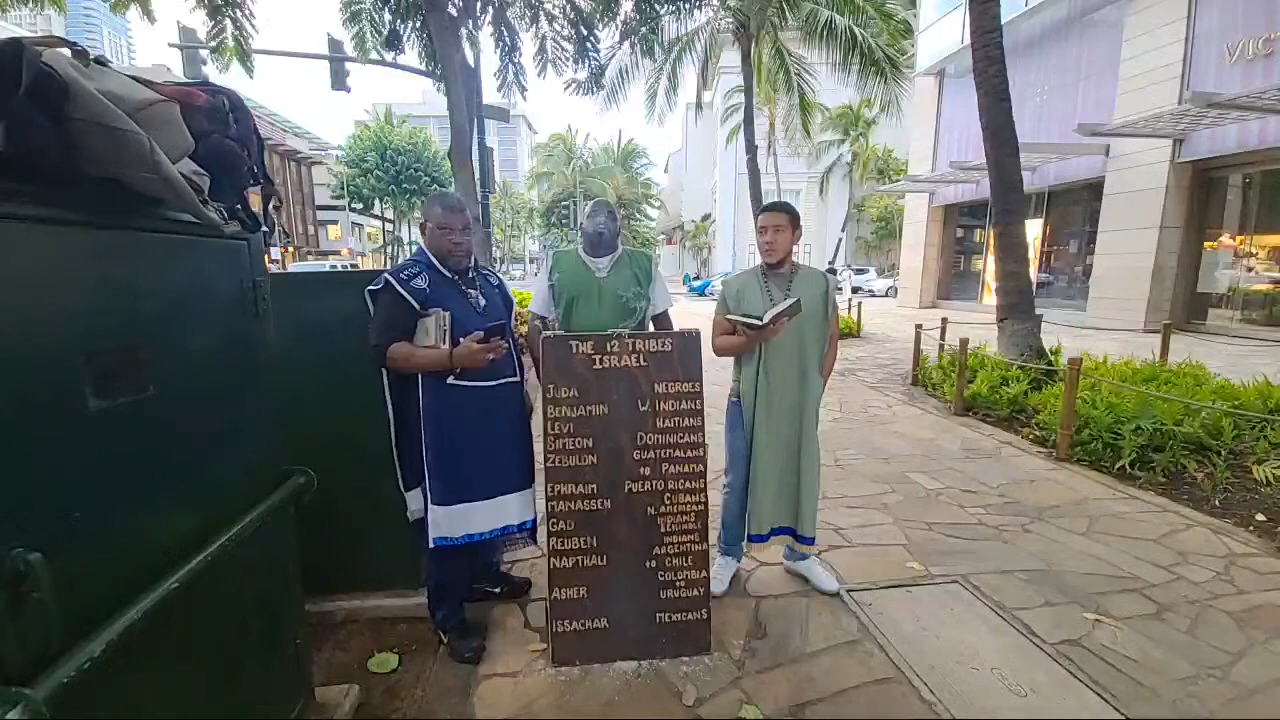 THE 12 TRIBES
ISRAEL
JUDA NEGROES
BENJAMIN W. INDIANS
LEVI HAITIANS
SIMEON DOMINICANS
ZEBULON GUATEMALANS
to PANAMA
EPHRAIM PUERTO RICANS
MANASSEH CUBANS
GAD N. AMERICAN
INDIANS
REUBEN SEMINOLE
INDIANS
NAPTHALI ARGENTINA
to CHILE
ASHER COLOMBIA
to
URUGUAY
ISSACHAR MEXICANS
VICT